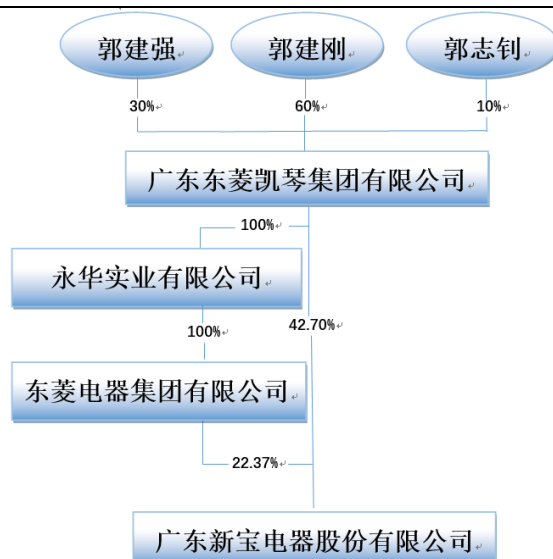 郭建强
郭建刚
郭志钊
30%
60%
10%
广东东菱凯琴集团有限公司
100%
永华实业有限公司
42.70%
100%
东菱电器集团有限公司
22.37%
广东新宝电器股份有限公司